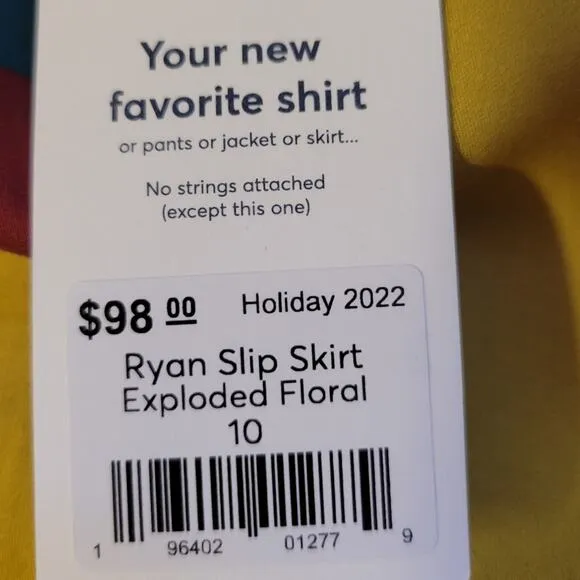 Your new
favorite shirt
or pants or jacket or skirt...
No strings attached
(except this one)
$98 00 Holiday 2022
Ryan Slip Skirt
Exploded Floral
10
1 96402 01277 9